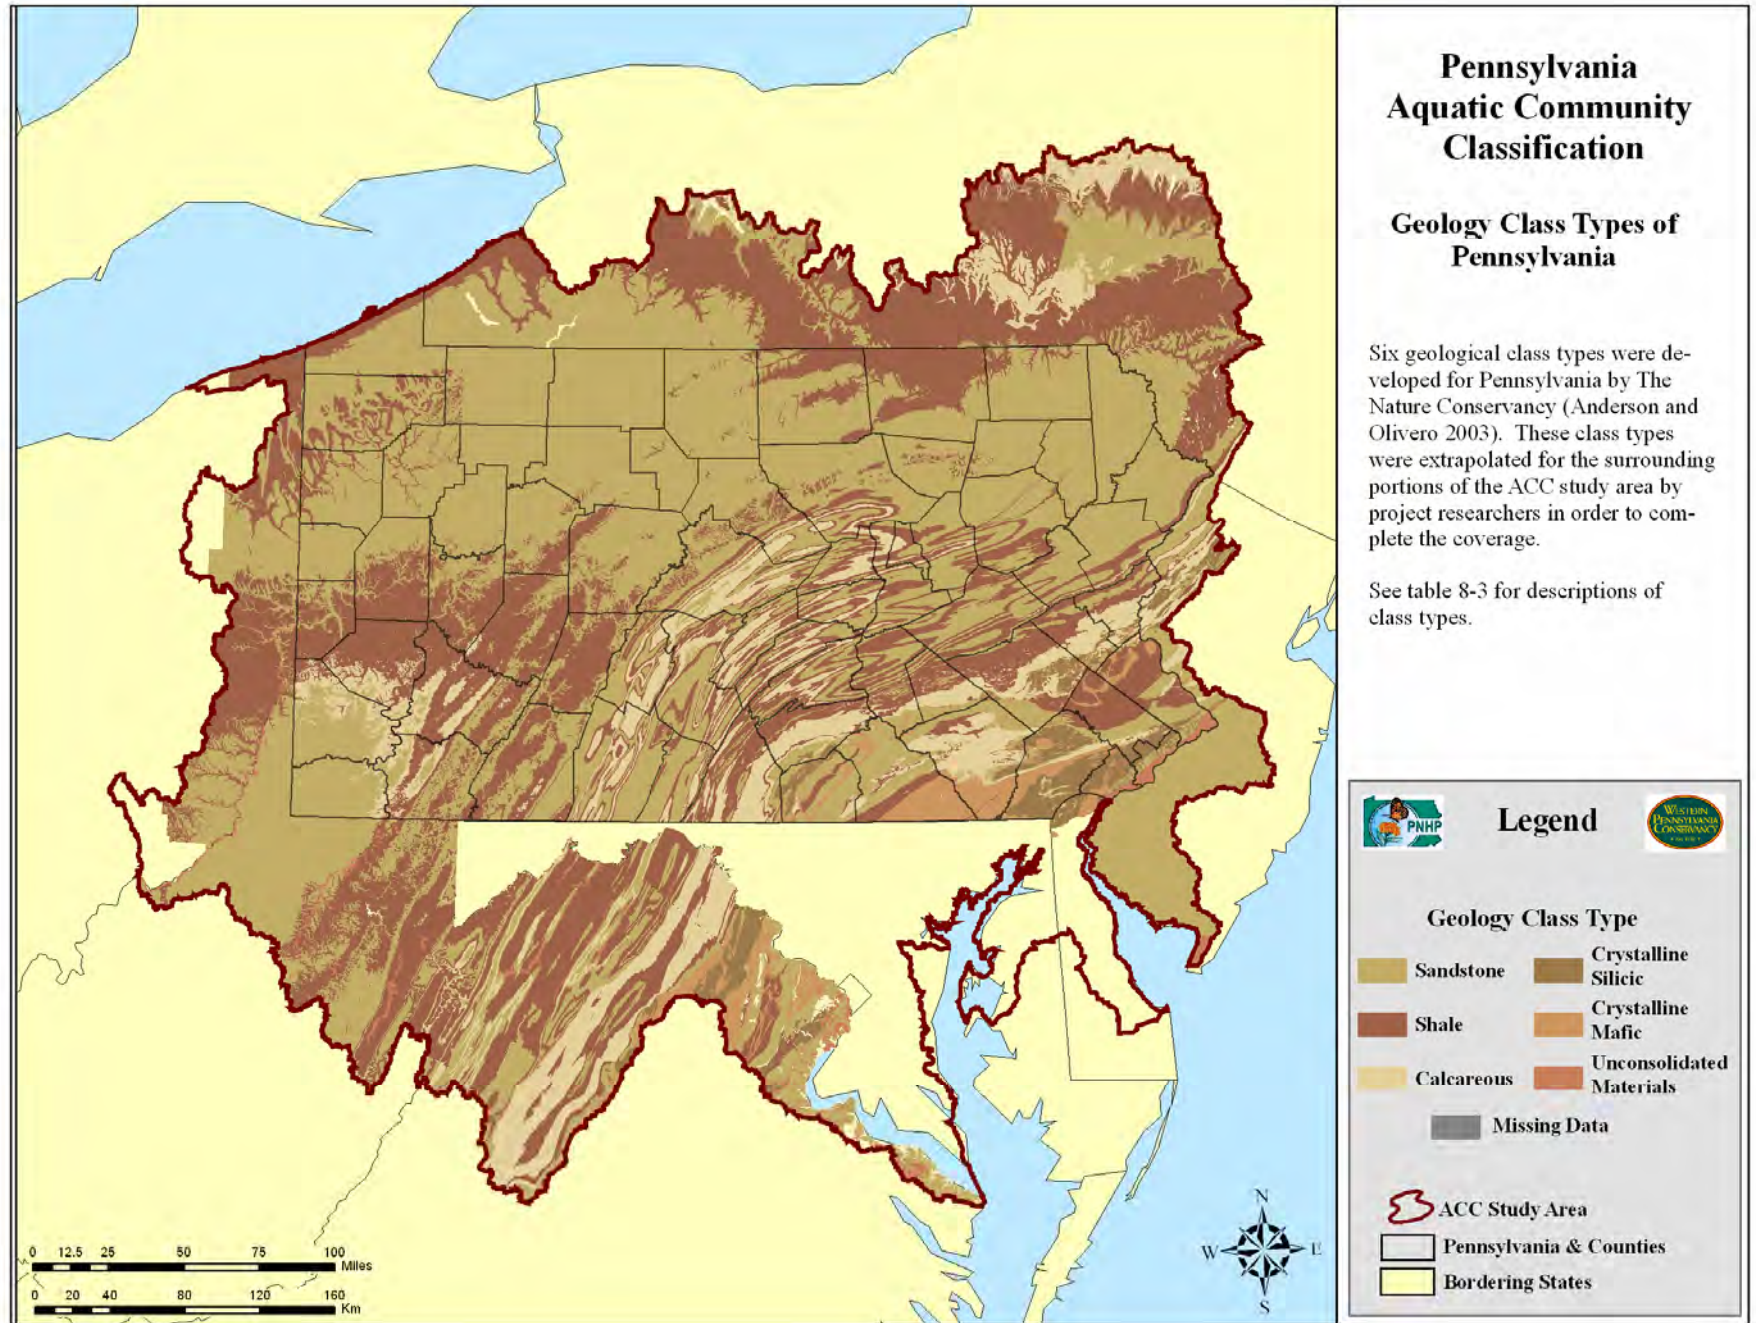 Pennsylvania
Aquatic Community
Classification
Geology Class Types of
Pennsylvania
Six geological class types were de-
veloped for Pennsylvania by The
Nature Conservancy (Anderson and
Olivero 2003). These class types
were extrapolated for the surrounding
portions of the ACC study area by
project researchers in order to com-
plete the coverage.
See table 8-3 for descriptions of
class types.
PNHP
Legend
WESTERN
PENNSYLVANIA
CONSERVANCY
Geology Class Type
Sandstone
Crystalline
Silicic
Shale
Crystalline
Mafic
Calcareous
Unconsolidated
Materials
Missing Data
ACC Study Area
Pennsylvania & Counties
Bordering States
N
W E
S
0 12.5 25 50 75 100
Miles
0 20 40 80 120 160
Km